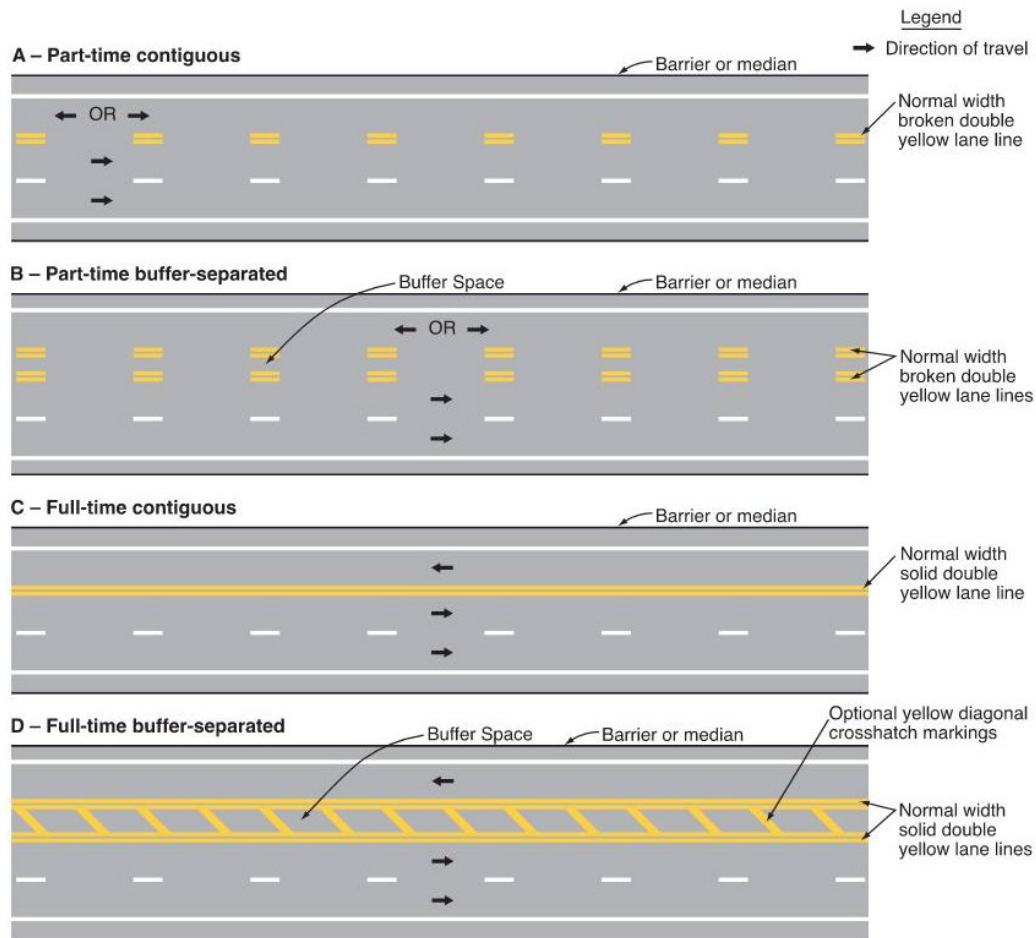 Legend
Direction of travel
A – Part-time contiguous
Barrier or median
OR
Normal width
broken double
yellow lane line
B – Part-time buffer-separated
Buffer Space
Barrier or median
OR
Normal width
broken double
yellow lane lines
C – Full-time contiguous
Barrier or median
Normal width
solid double
yellow lane line
D – Full-time buffer-separated
Buffer Space
Barrier or median
Optional yellow diagonal
crosshatch markings
Normal width
solid double
yellow lane lines